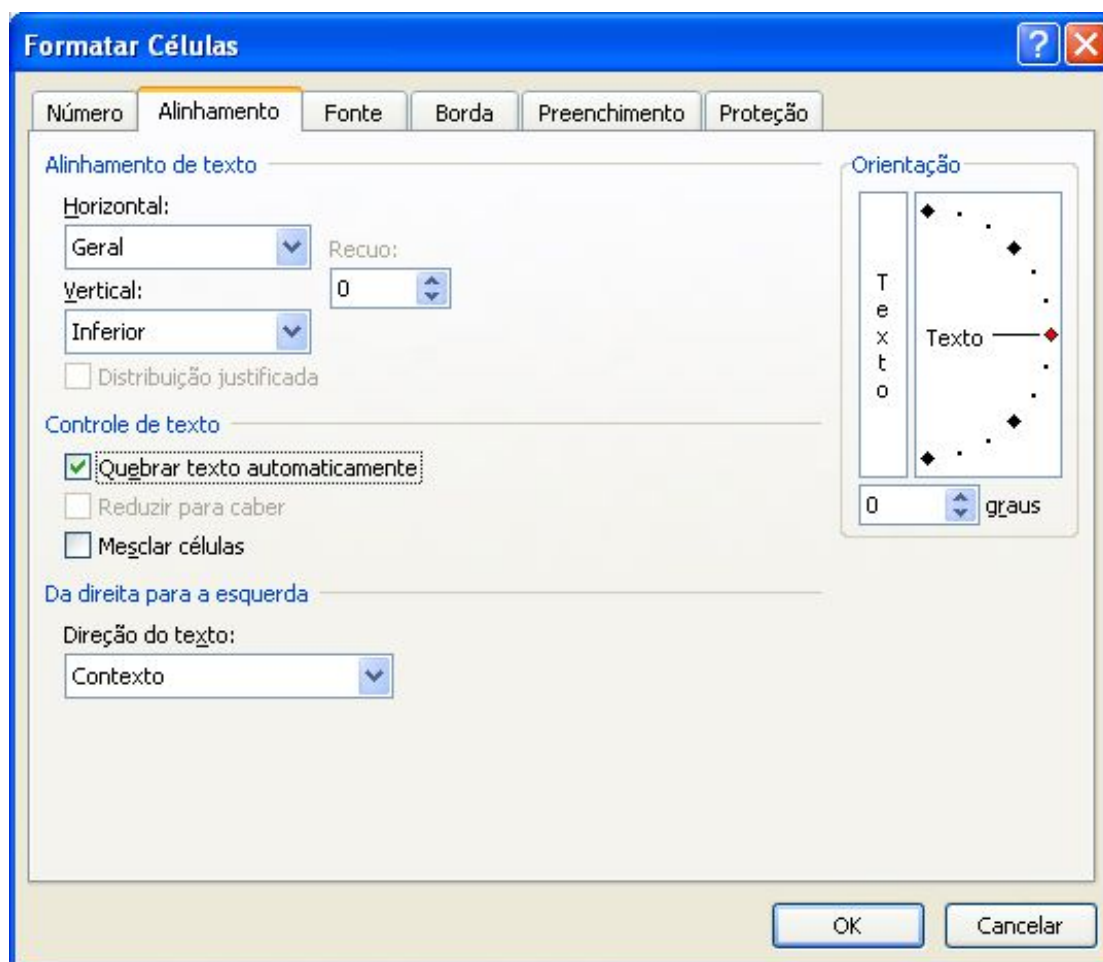 Formatar Células
Número Alinhamento Fonte Borda Preenchimento Proteção
Alinhamento de texto
Horizontal:
Geral
Recuo:
0
Vertical:
Inferior
Distribuição justificada
Controle de texto
Quebrar texto automaticamente
Reduzir para caber
Mesclar células
Da direita para a esquerda
Direção do texto:
Contexto
Orientação
Texto
Texto
0 graus
OK Cancelar